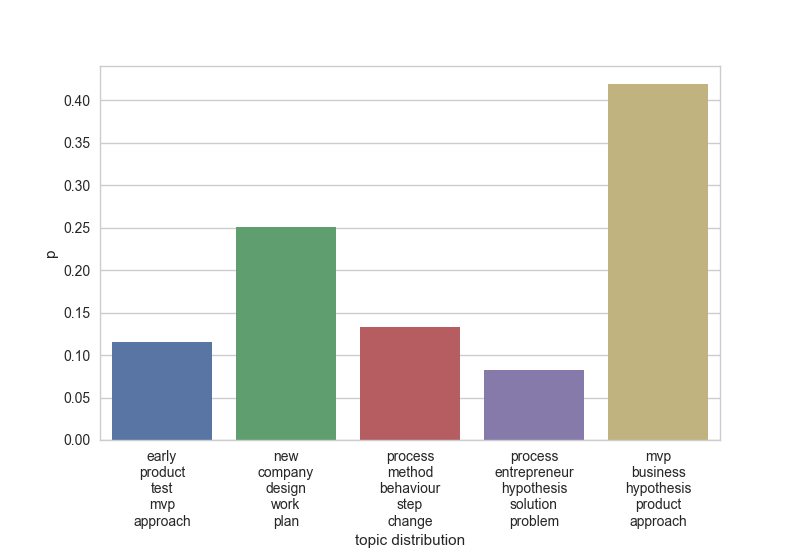 0.40
0.35
0.30
0.25
0.20
0.15
0.10
0.05
0.00
p
early
product
test
mvp
approach
new
company
design
work
plan
process
method
behaviour
step
change
process
entrepreneur
hypothesis
solution
problem
mvp
business
hypothesis
product
approach
topic distribution